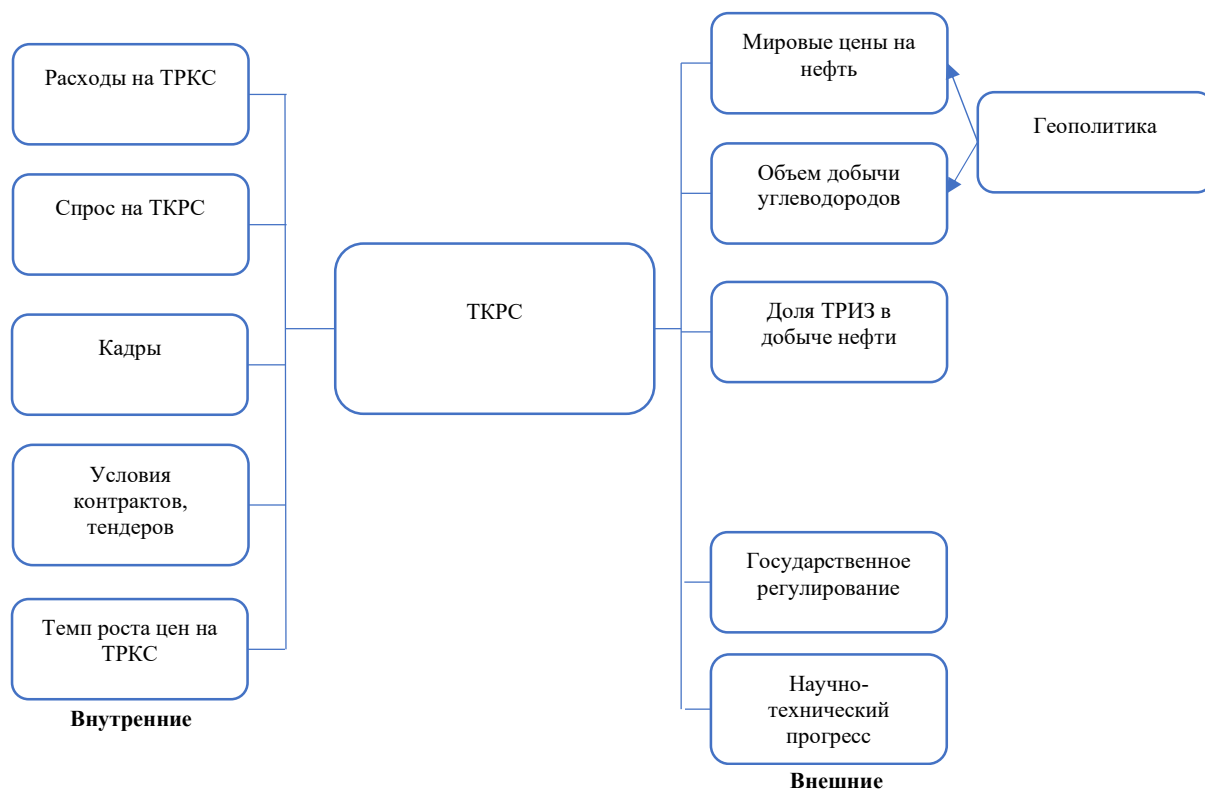 Расходы на ТРКС
Спрос на ТКРС
Кадры
Условия
контрактов,
тендеров
Темп роста цен на
ТРКС
Внутренние
ТКРС
Мировые цены на
нефть
Объем добычи
углеводородов
Доля ТРИЗ в
добыче нефти
Государственное
регулирование
Научно-
технический
прогресс
Внешние
Геополитика